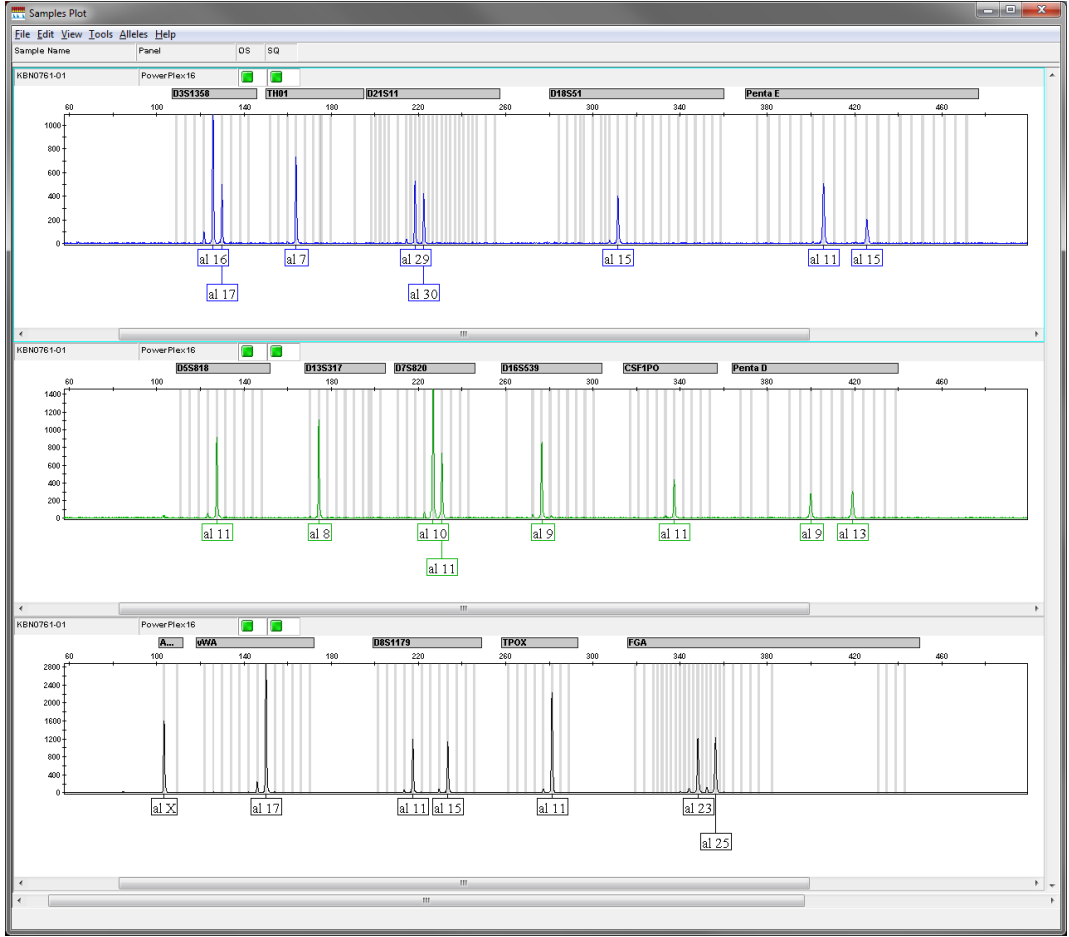 Samples Plot
File Edit View Tools Alleles Help
Sample Name Panel OS SQ
KBN0761-01 PowerPlex16
D3S1358 TH01 D21S11 D18S51 Penta E
60 100 140 180 220 260 300 340 380 420 460
1000
800
600
400
200
0
al 16 al 7 al 29 al 15 al 11 al 15
al 17 al 30
KBN0761-01 PowerPlex16
D5S818 D13S317 D7S820 D16S539 CSF1PO Penta D
60 100 140 180 220 260 300 340 380 420 460
1400
1200
1000
800
600
400
200
0
al 11 al 8 al 10 al 9 al 11 al 9 al 13
al 11
KBN0761-01 PowerPlex16
A... vWA D8S1179 TPOX FGA
60 100 140 180 220 260 300 340 380 420 460
2800
2400
2000
1600
1200
800
400
0
al X al 17 al 11 al 15 al 11 al 23
al 25